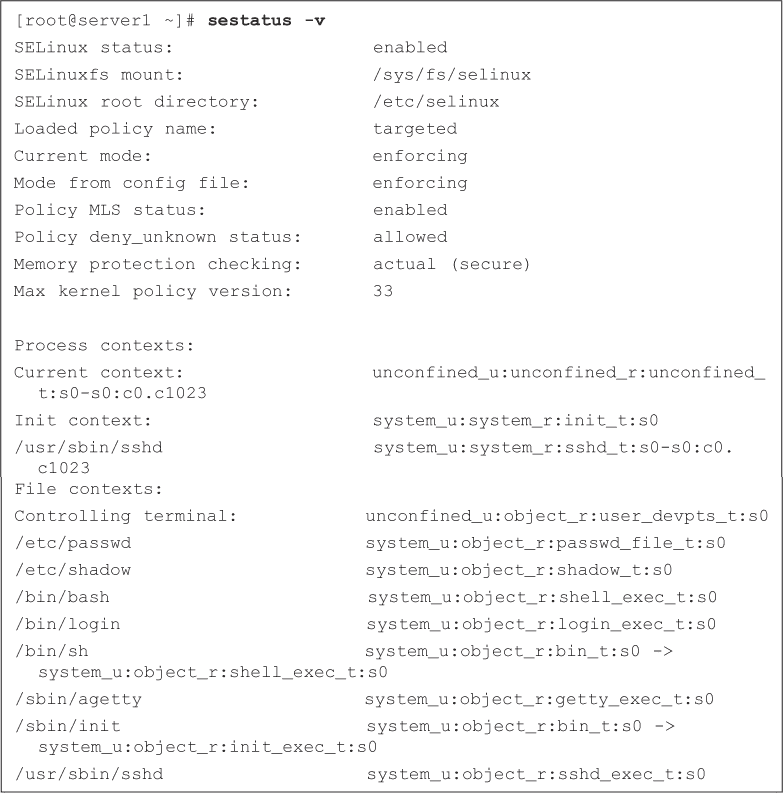 [root@server1 ~]# sestatus -v
SELinux status: enabled
SELinuxfs mount: /sys/fs/selinux
SELinux root directory: /etc/selinux
Loaded policy name: targeted
Current mode: enforcing
Mode from config file: enforcing
Policy MLS status: enabled
Policy deny_unknown status: allowed
Memory protection checking: actual (secure)
Max kernel policy version: 33
Process contexts:
Current context: unconfined_u:unconfined_r:unconfined_
t:s0-s0:c0.c1023
Init context: system_u:system_r:init_t:s0
/usr/sbin/sshd system_u:system_r:sshd_t:s0-s0:c0.
c1023
File contexts:
Controlling terminal: unconfined_u:object_r:user_devpts_t:s0
/etc/passwd system_u:object_r:passwd_file_t:s0
/etc/shadow system_u:object_r:shadow_t:s0
/bin/bash system_u:object_r:shell_exec_t:s0
/bin/login system_u:object_r:login_exec_t:s0
/bin/sh system_u:object_r:bin_t:s0 ->
system_u:object_r:shell_exec_t:s0
/sbin/agetty system_u:object_r:getty_exec_t:s0
/sbin/init system_u:object_r:bin_t:s0 ->
system_u:object_r:init_exec_t:s0
/usr/sbin/sshd system_u:object_r:sshd_exec_t:s0